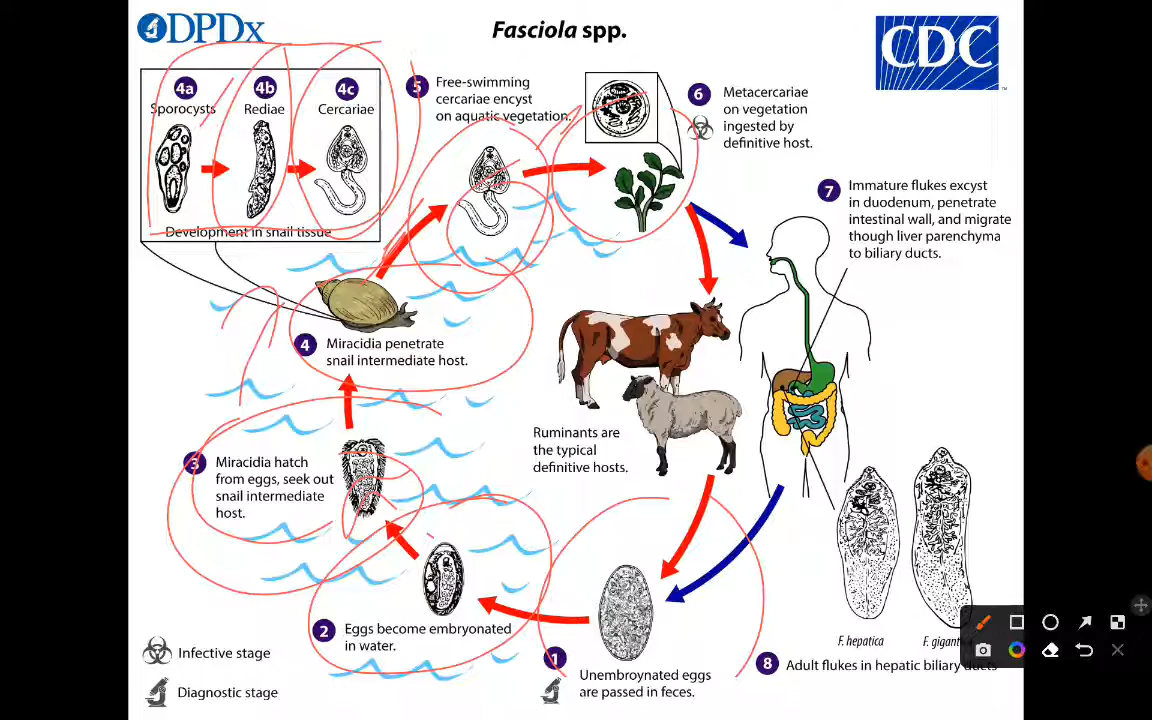 DPDx
Fasciola spp.
CDC
4a
4b
4c
Sporocysts
Rediae
Cercariae
Development in snail tissue
5
Free-swimming
cercariae encyst
on aquatic vegetation.
6
Metacercariae
on vegetation
ingested by
definitive host.
7
Immature flukes excyst
in duodenum, penetrate
intestinal wall, and migrate
though liver parenchyma
to biliary ducts.
4
Miracidia penetrate
snail intermediate host.
3
Miracidia hatch
from eggs, seek out
snail intermediate
host.
Ruminants are
the typical
definitive hosts.
2
Eggs become embryonated
in water.
1
Unembroynated eggs
are passed in feces.
F. hepatica
8
Adult flukes in hepatic biliary ducts
Infective stage
Diagnostic stage